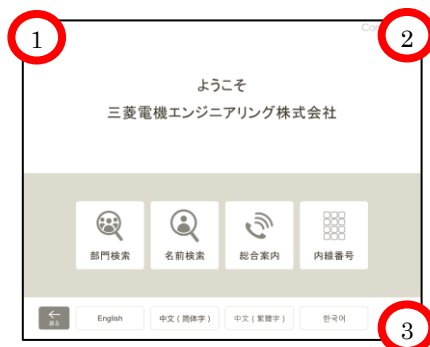 1
2
ようこそ
三菱電機エンジニアリング株式会社
部門検索
名前検索
総合案内
内線番号
戻る
English
中文(简体字)
中文(繁體字)
한국어
3